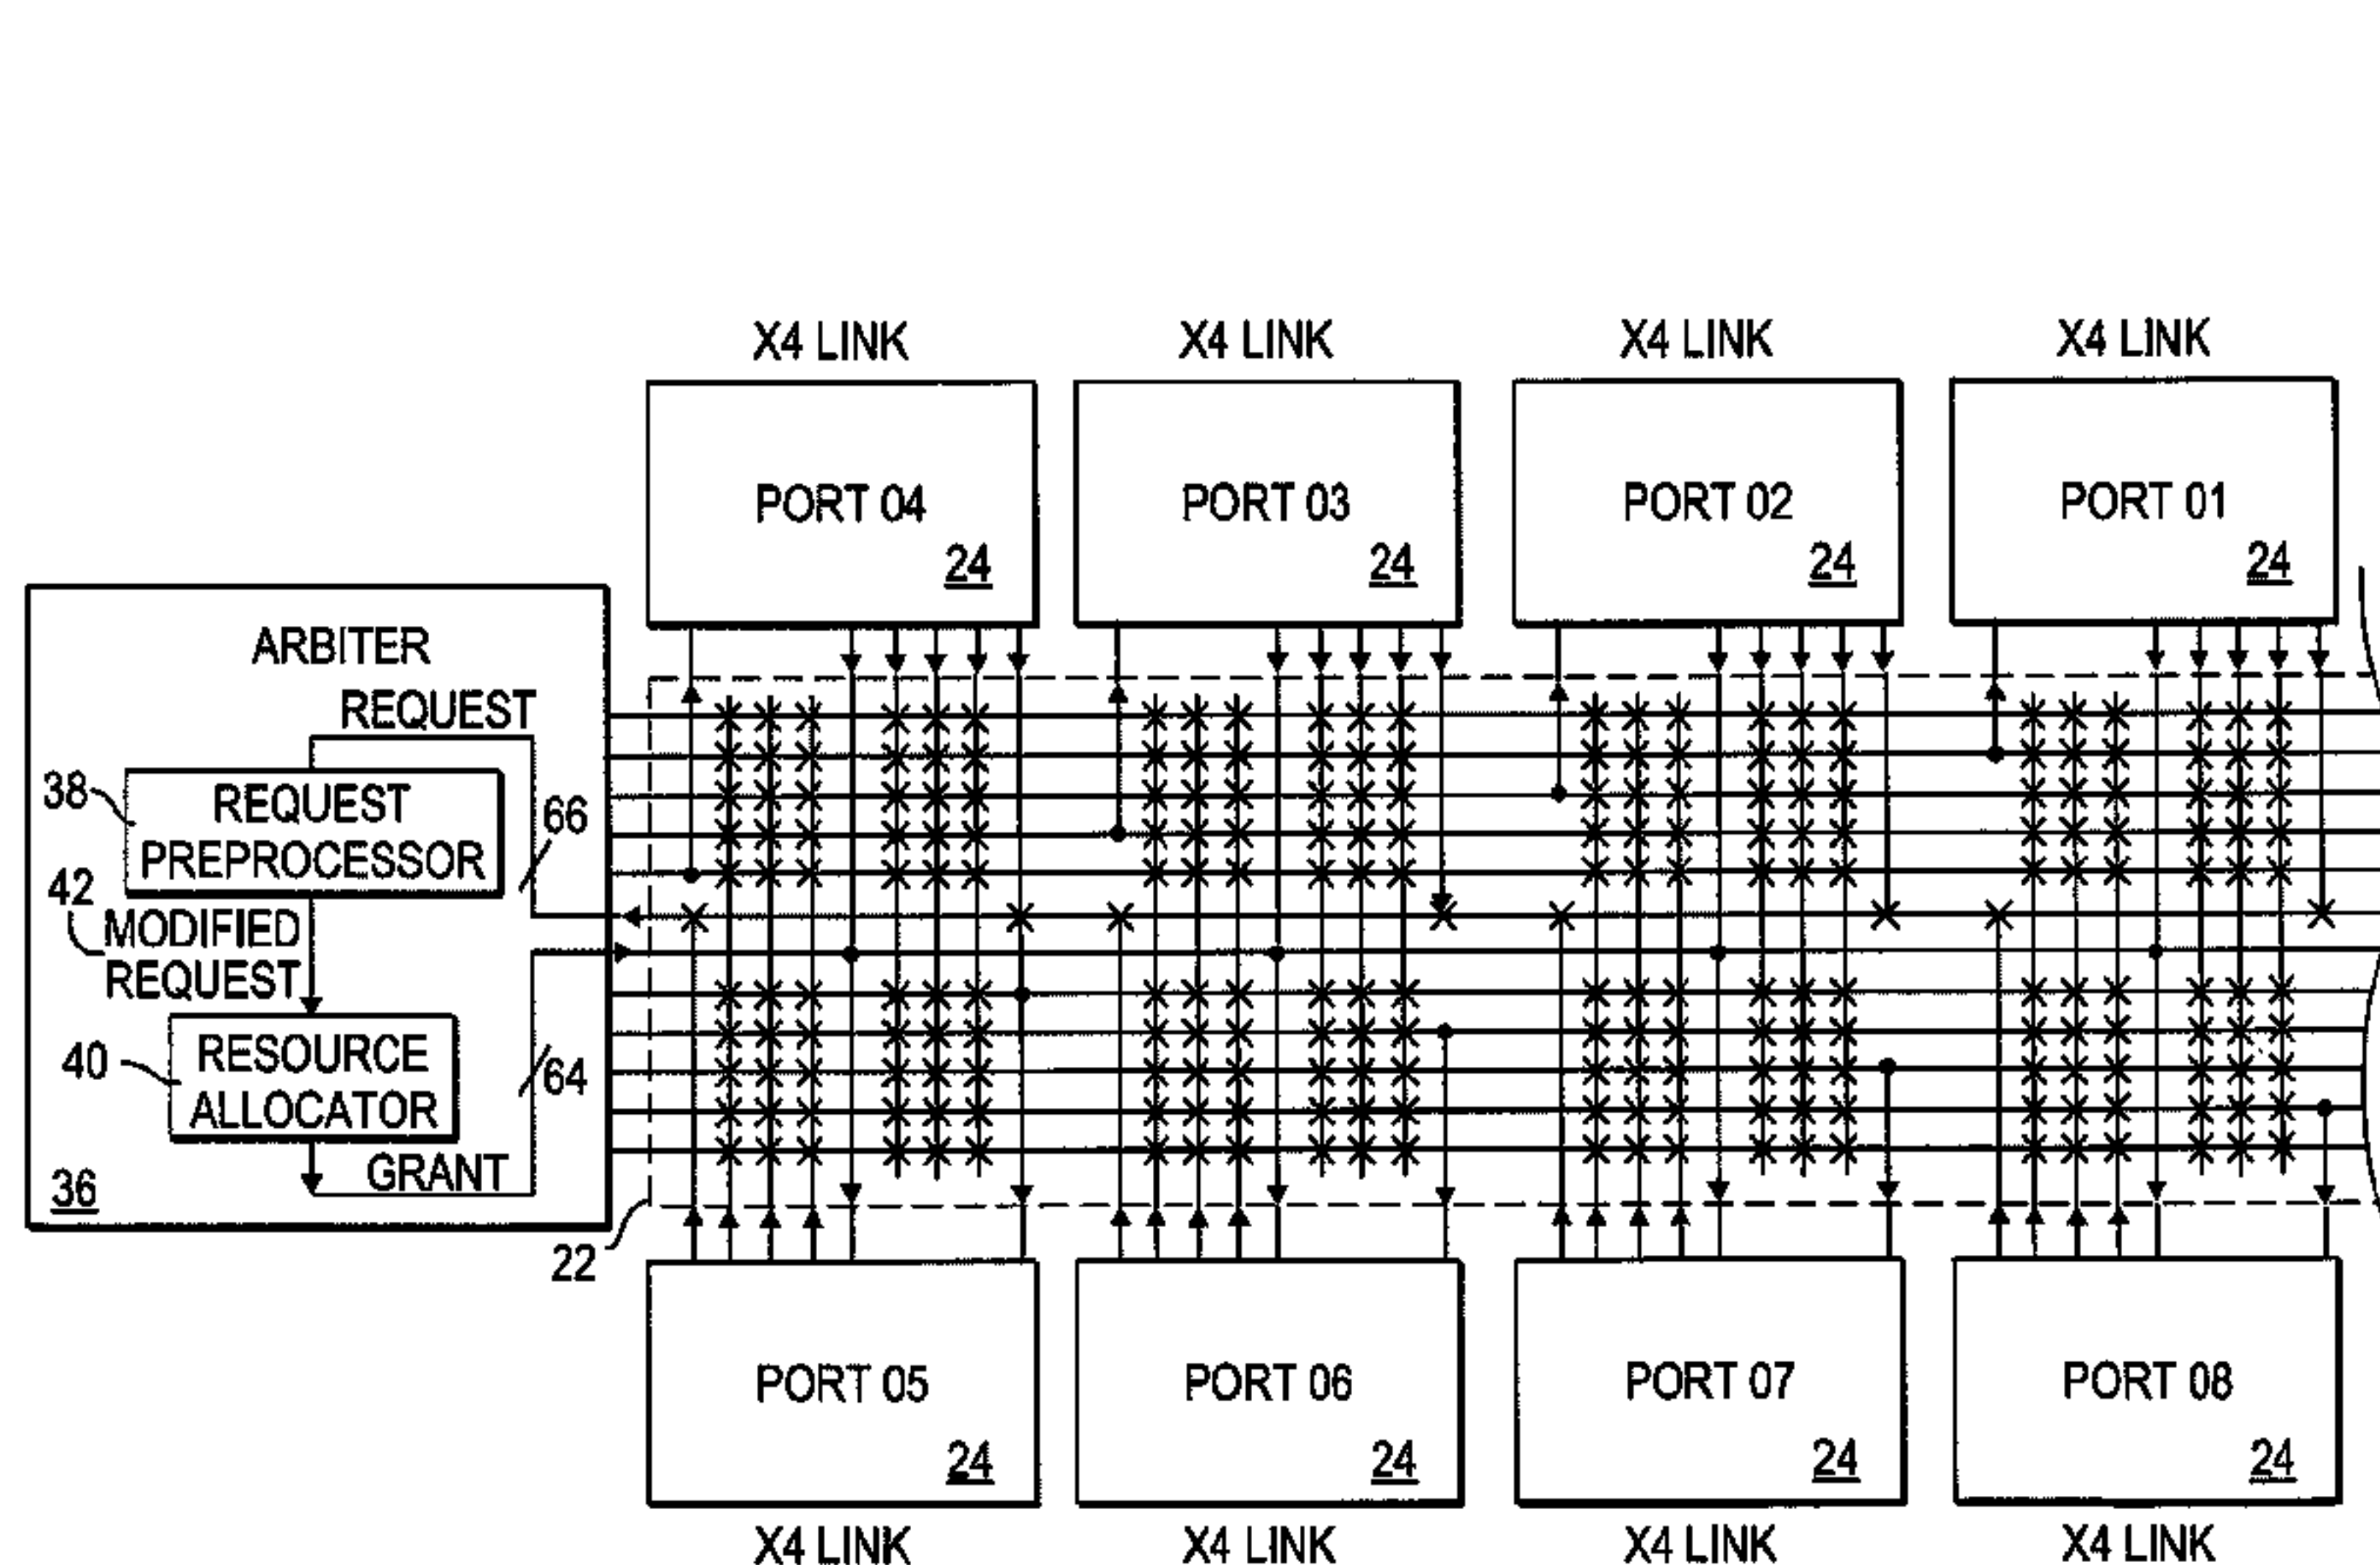 X4 LINK
X4 LINK
X4 LINK
X4 LINK
PORT 04
24
PORT 03
24
PORT 02
24
PORT 01
24
ARBITER
REQUEST
38
REQUEST
PREPROCESSOR
66
42
MODIFIED
REQUEST
40
RESOURCE
ALLOCATOR
64
GRANT
36
22
PORT 05
24
PORT 06
24
PORT 07
24
PORT 08
24
X4 LINK
X4 LINK
X4 LINK
X4 LINK